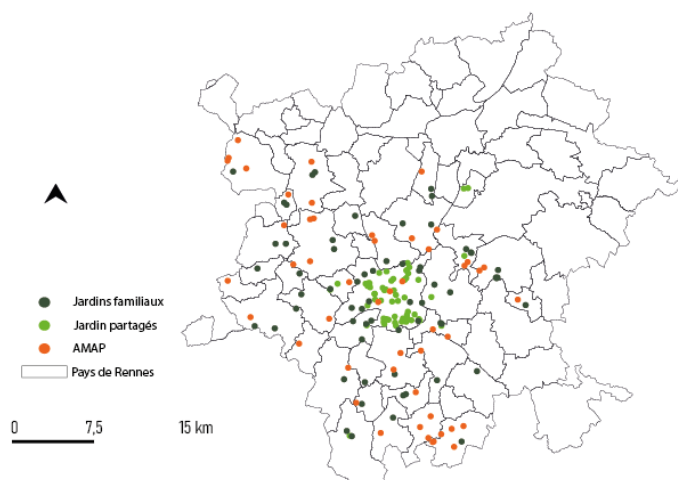 Jardins familiaux
Jardin partagés
AMAP
Pays de Rennes
0 7,5 15 km